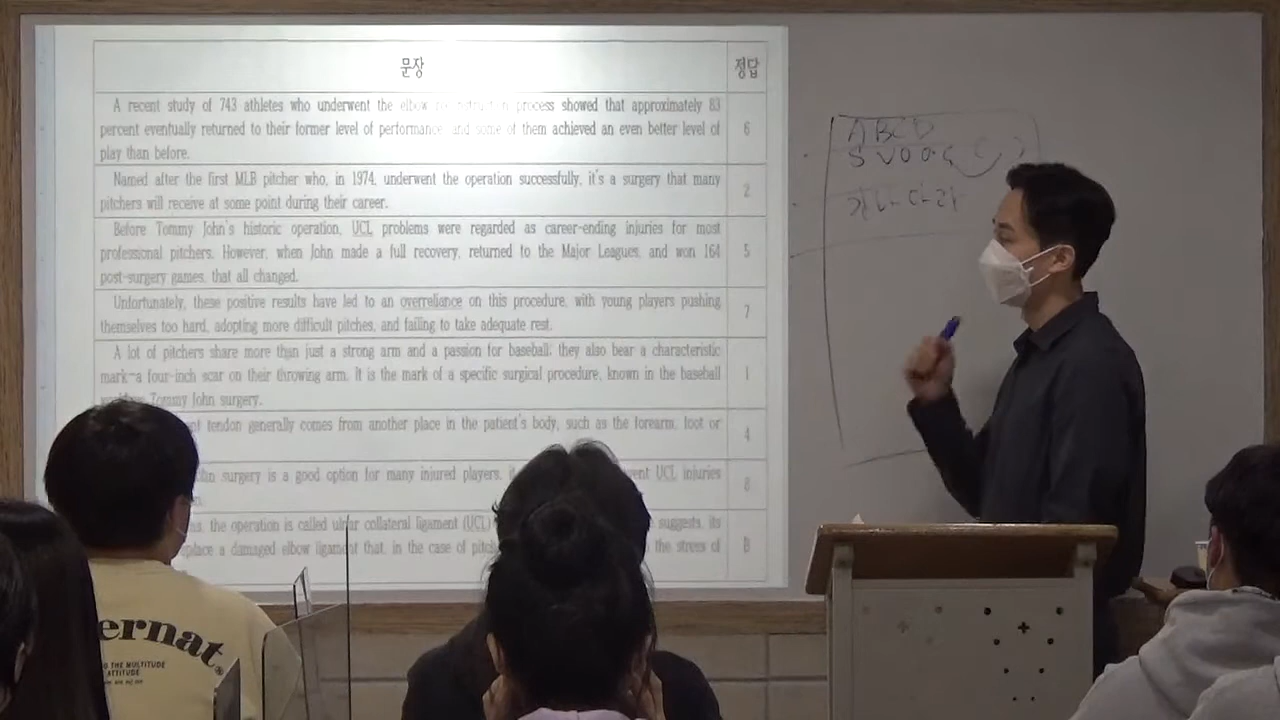 문장 정답
A recent study of 743 athletes who underwent the elbow process showed that approximately 83
percent eventually returned to their former level of performance, and some of them achieved an even better level of
play than before.
6
Named after the first MLB pitcher who, in 1974, underwent the operation successfully, it's a surgery that many
pitchers will receive at some point during their career.
2
Before Tommy John's historic operation, UCL problems were regarded as career-ending injuries for most
professional pitchers. However, when John made a full recovery, returned to the Major Leagues, and won 164
post-surgery games, that all changed.
5
Unfortunately, these positive results have led to an overreliance on this procedure, with young players pushing
themselves too hard, adopting more difficult pitches, and failing to take adequate rest.
7
A lot of pitchers share more than just a strong arm and a passion for baseball; they also bear a characteristic
mark—a four-inch scar on their throwing arm. It is the mark of a specific surgical procedure, known in the baseball
Tommy John surgery.
1
tendon generally comes from another place in the patient's body, such as the forearm, foot or
4
surgery is a good option for many injured players, UCL injuries
8
the operation is called ulnar collateral ligament (UCL) suggests, its
a damaged elbow ligament that, in the case of the stress of
B
A B C D
S V O O C
가 나 다 라
ernat
THE MULTITUDE
ATTITUDE